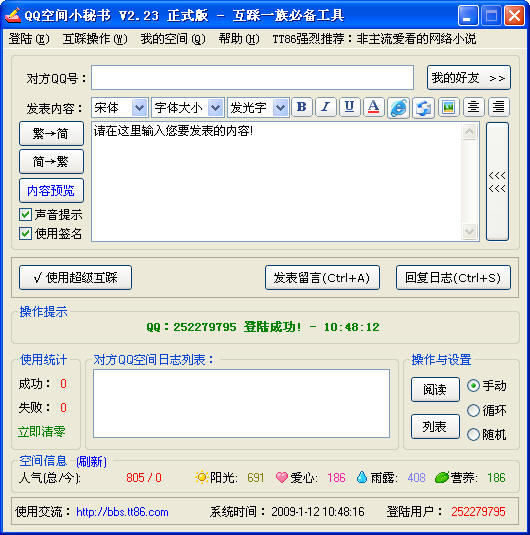 QQ空间小秘书 V2.23 正式版 - 互踩一族必备工具
登陆(E) 互踩操作(W) 我的空间(Q) 帮助(H) TT86强烈推荐：非主流爱看的网络小说
对方QQ号： 我的好友 >>
发表内容： 宋体 字体大小 发光字 B I U A
繁→简
简→繁
内容预览
声音提示
使用签名
请在这里输入您要发表的内容!
<<<
<<<
√ 使用超级互踩 发表留言(Ctrl+A) 回复日志(Ctrl+S)
操作提示
QQ：252279795 登陆成功! - 10:48:12
使用统计
成功： 0
失败： 0
立即清零
对方QQ空间日志列表：
操作与设置
阅读
列表
手动
循环
随机
空间信息 (刷新)
人气(总/今): 805 / 0 阳光: 691 爱心: 186 雨露: 408 营养: 186
使用交流：http://bbs.tt86.com 系统时间：2009-1-12 10:48:16 登陆用户： 252279795